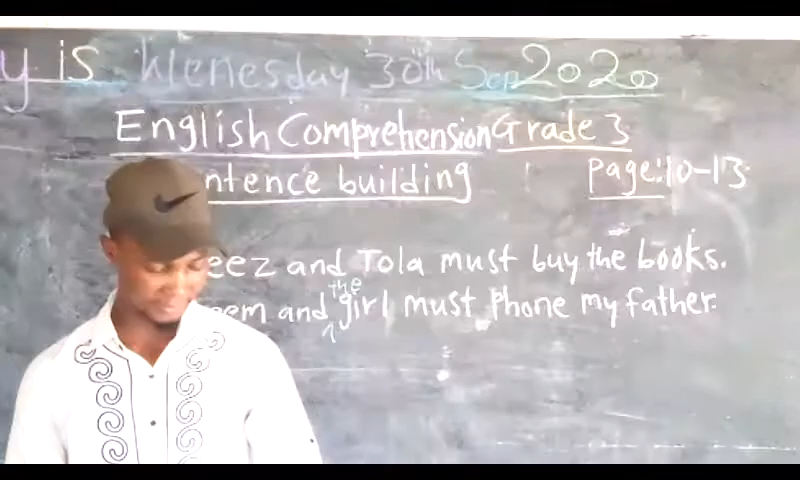 y is Wenesday 30th Sep 2020
English Comprehension Grade 3
ntence building page: 10-13
eez and Tola must buy the books.
eem and the girl must phone my father.